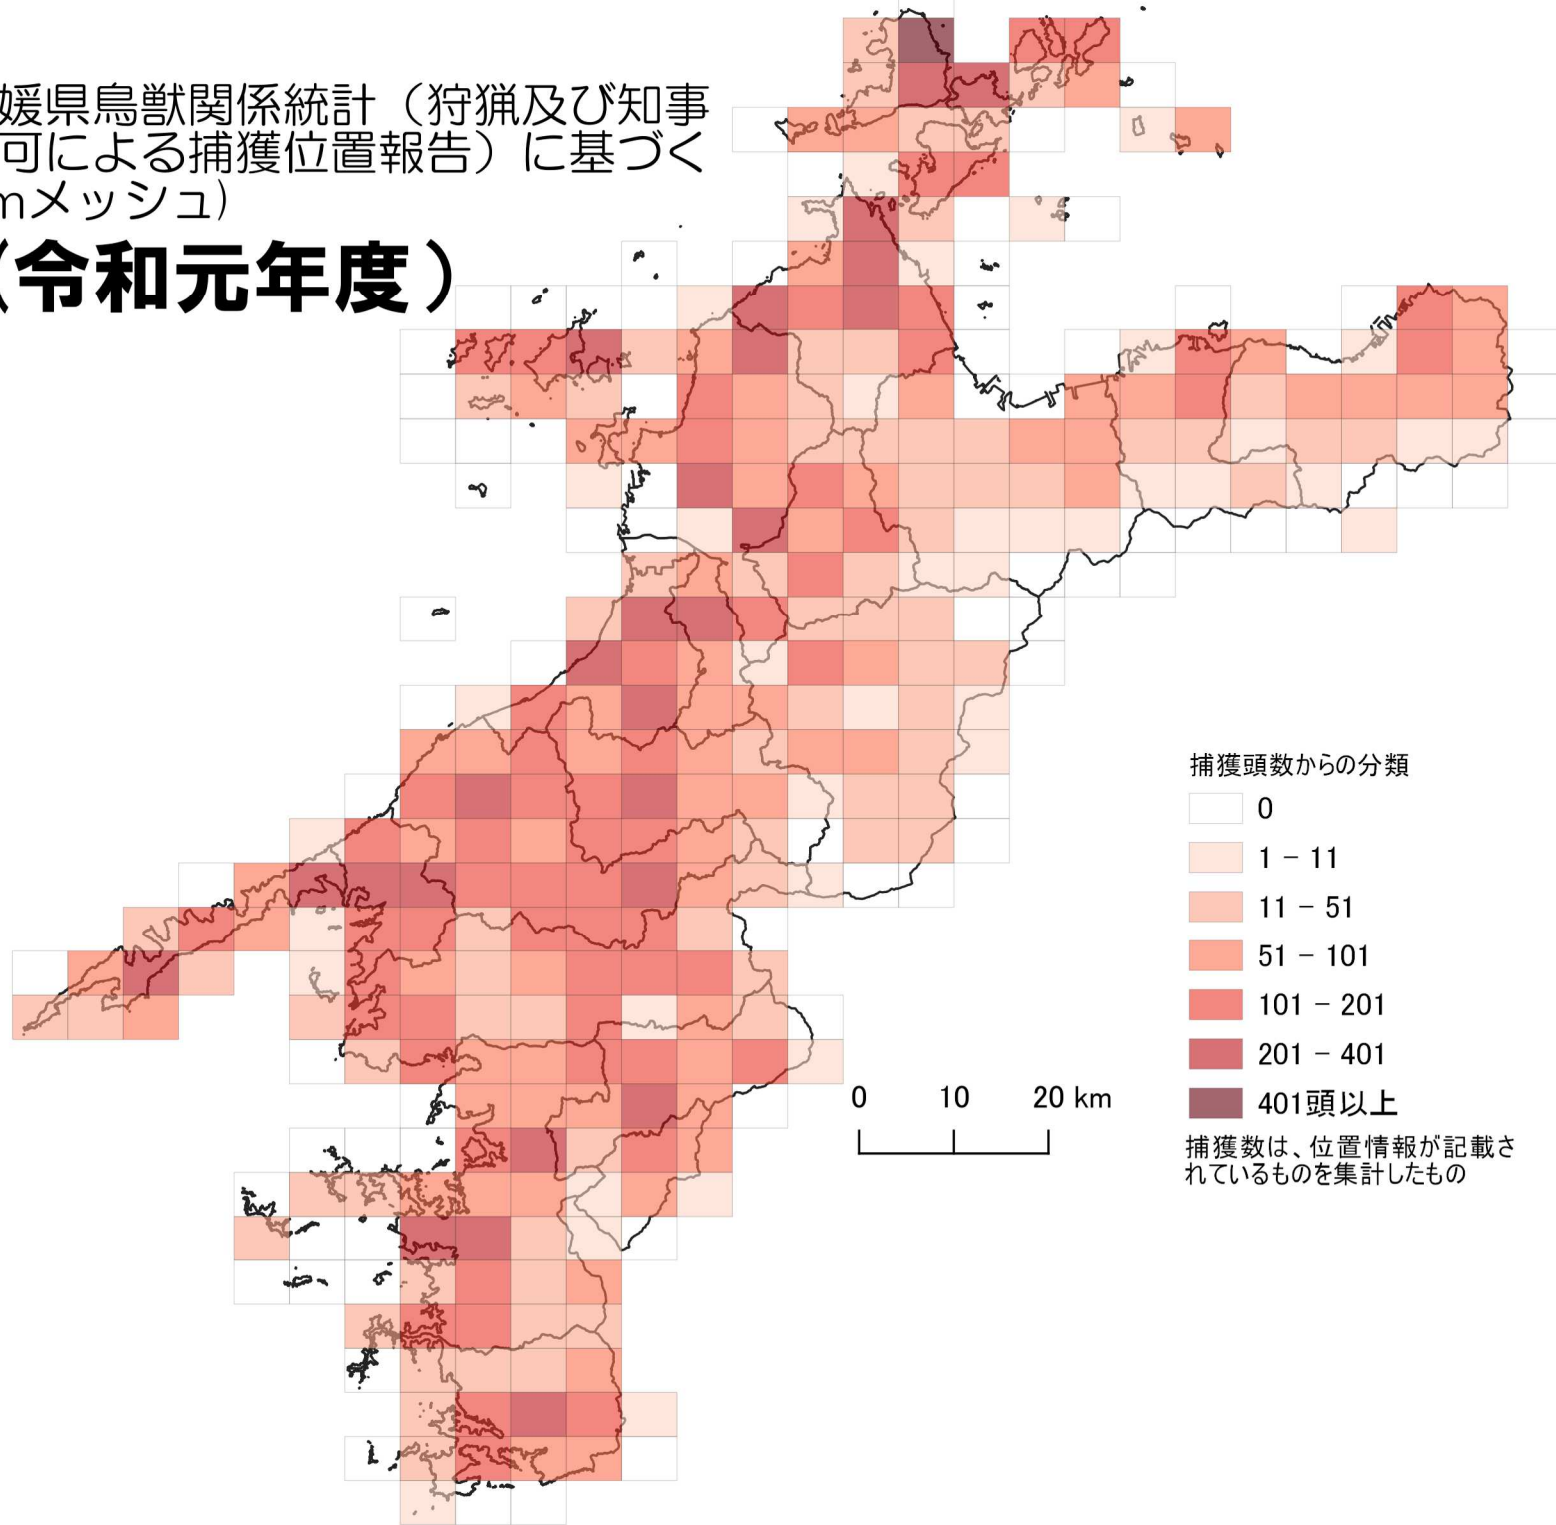 媛県鳥獣関係統計（狩猟及び知事
可による捕獲位置報告）に基づく
mメッシュ)
（令和元年度）
捕獲頭数からの分類
0
1 − 11
11 − 51
51 − 101
101 − 201
201 − 401
401頭以上
0 10 20 km
捕獲数は、位置情報が記載さ
れているものを集計したもの